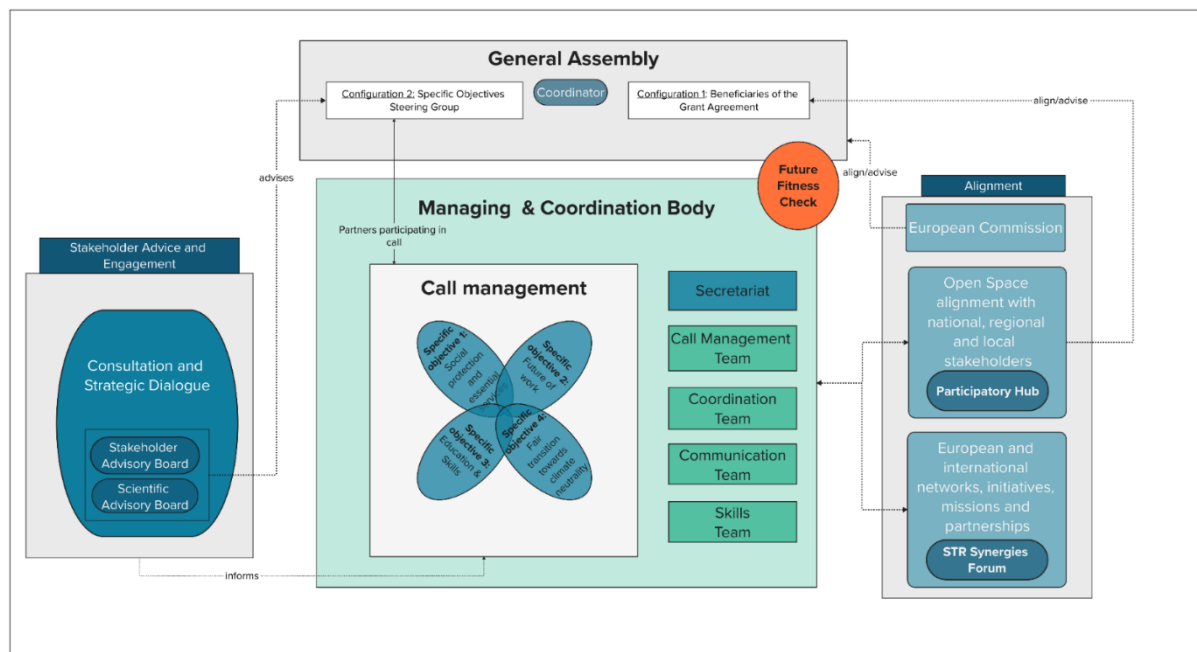 General Assembly
Configuration 2: Specific Objectives
Steering Group
Coordinator
Configuration 1: Beneficiaries of the
Grant Agreement
align/advise
advises
align/advise
Future
Fitness
Check
Managing & Coordination Body
Partners participating in
call
Stakeholder Advice and
Engagement
Consultation and
Strategic Dialogue
Stakeholder
Advisory Board
Scientific
Advisory Board
informs
Call management
Specific
objective 1:
Social
protection
and
essential
services
Specific
objective 2:
Future of
work
Specific
objective 3:
Education &
Skills
Specific
objective 4:
Fair
transition
towards
climate
neutrality
Secretariat
Call Management
Team
Coordination
Team
Communication
Team
Skills
Team
Alignment
European Commission
Open Space
alignment with
national, regional
and local
stakeholders
Participatory Hub
European and
international
networks, initiatives,
missions and
partnerships
STR Synergies
Forum